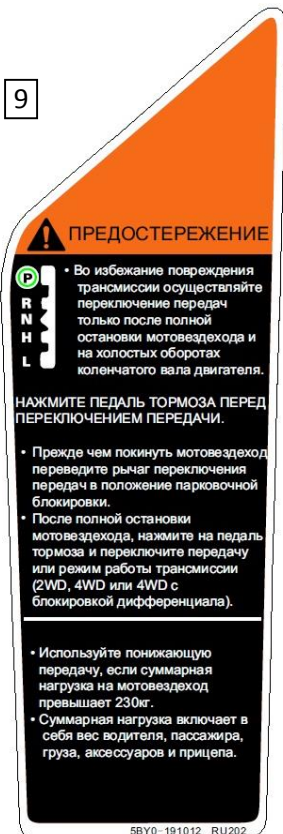 9
ПРЕДОСТЕРЕЖЕНИЕ
P
R
N
H
L
• Во избежание повреждения
трансмиссии осуществляйте
переключение передач
только после полной
остановки мотовездехода и
на холостых оборотах
коленчатого вала двигателя.
НАЖМИТЕ ПЕДАЛЬ ТОРМОЗА ПЕРЕД
ПЕРЕКЛЮЧЕНИЕМ ПЕРЕДАЧИ.
• Прежде чем покинуть мотовездеход
переведите рычаг переключения
передач в положение парковочной
блокировки.
• После полной остановки
мотовездехода, нажмите на педаль
тормоза и переключите передачу
или режим работы трансмиссии
(2WD, 4WD или 4WD с
блокировкой дифференциала).
• Используйте понижающую
передачу, если суммарная
нагрузка на мотовездеход
превышает 230кг.
• Суммарная нагрузка включает в
себя вес водителя, пассажира,
груза, аксессуаров и прицепа.
5BY0-191012 RU202